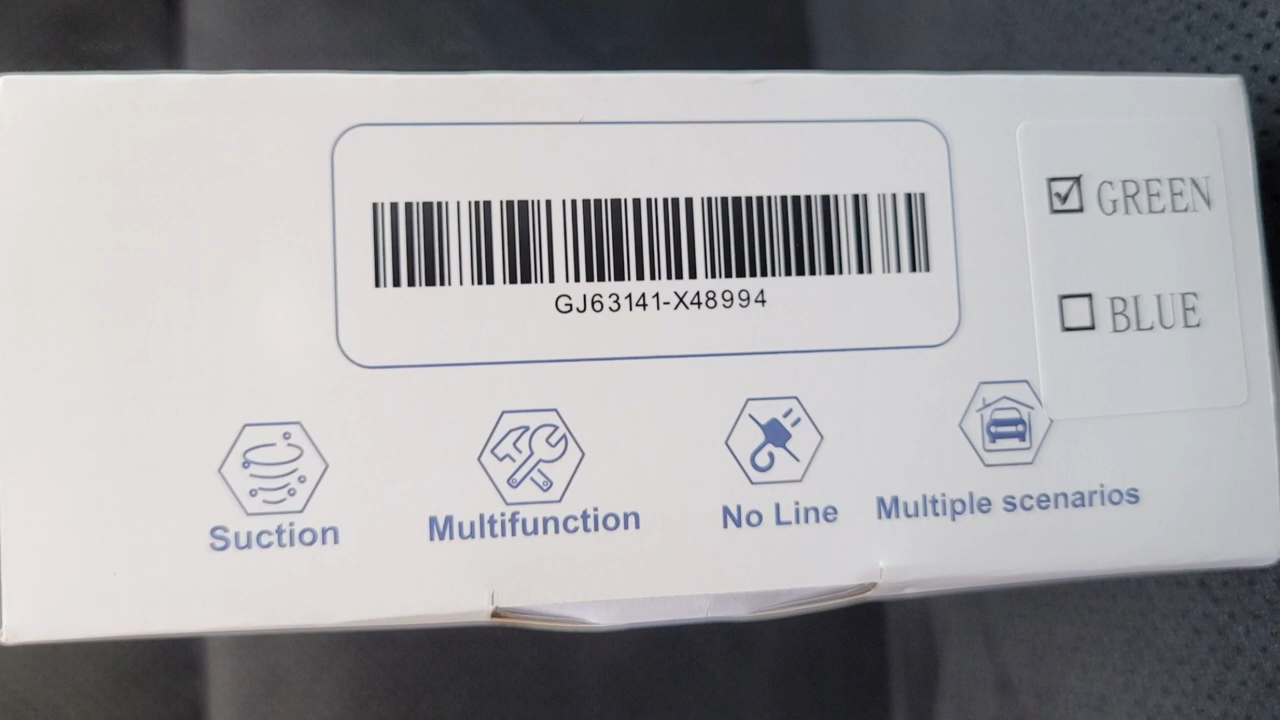 GJ63141-X48994
GREEN
BLUE
Suction
Multifunction
No Line
Multiple scenarios